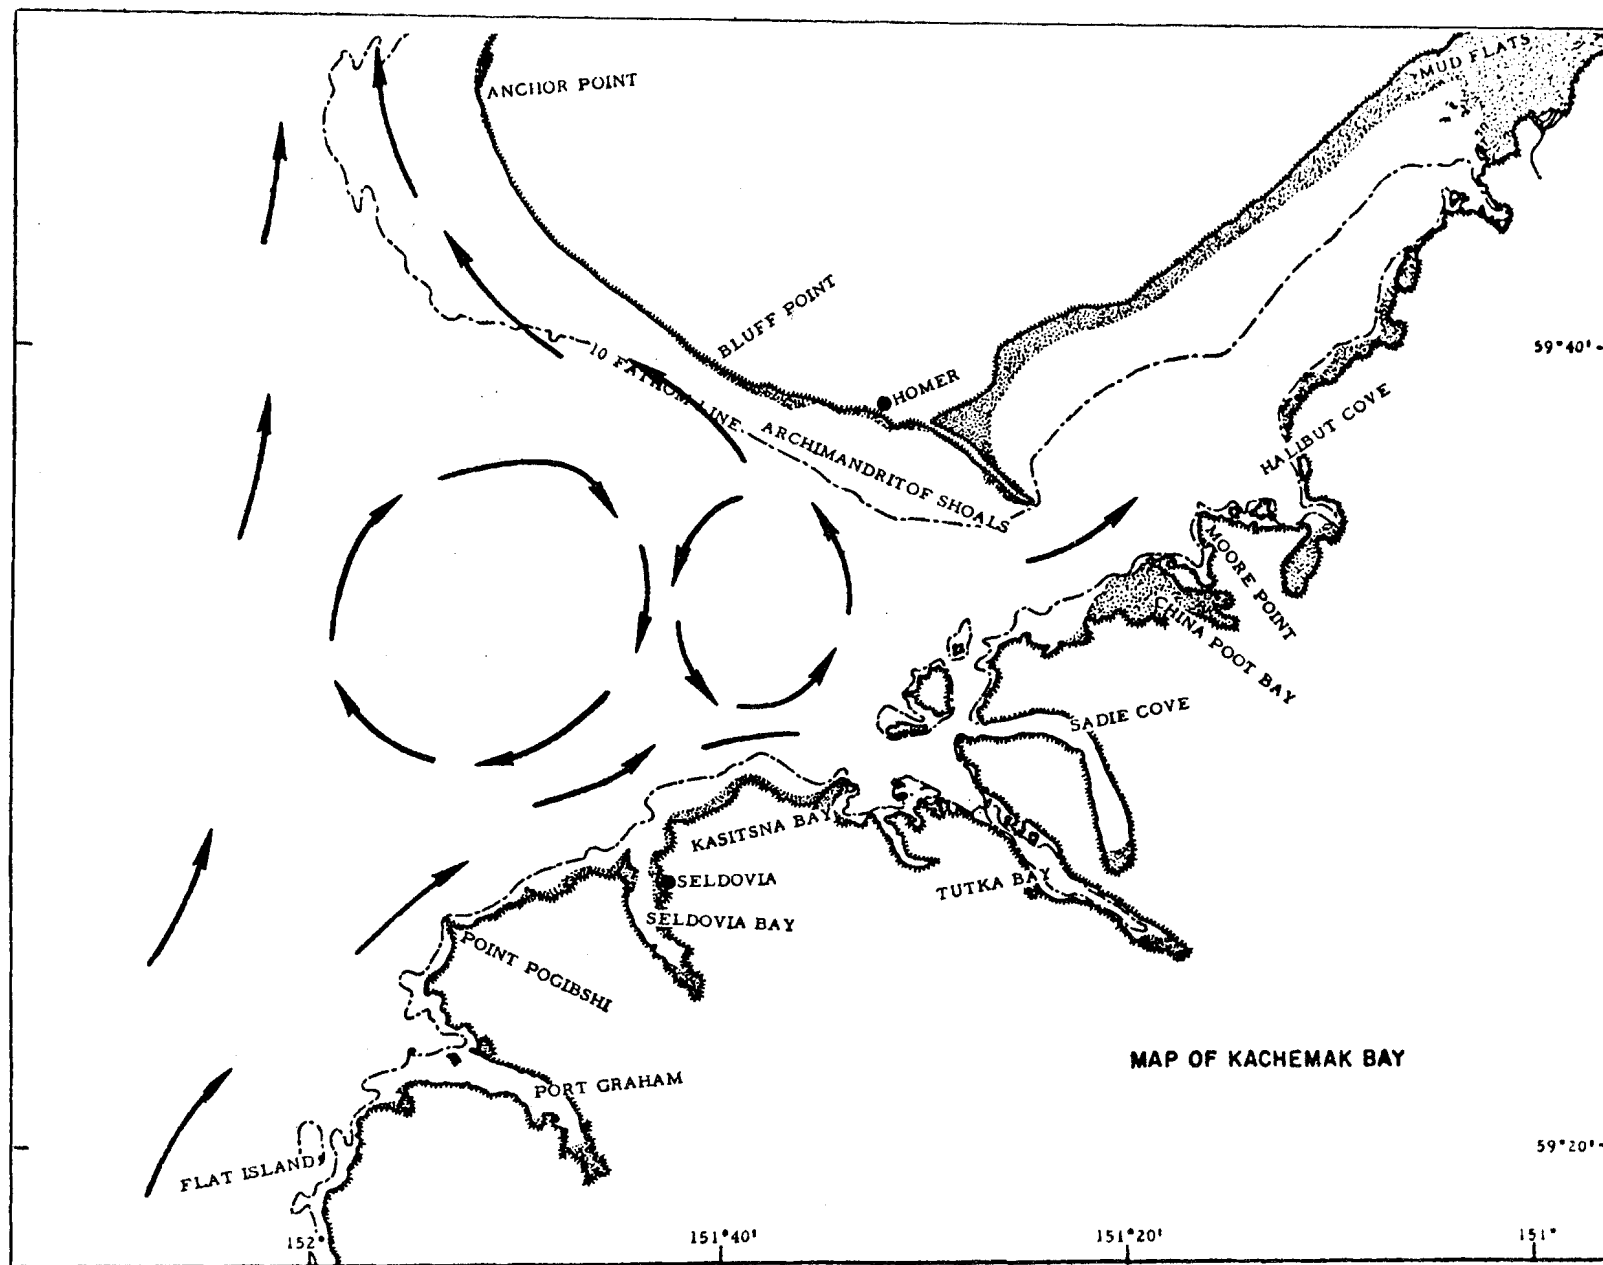 MUD FLATS
ANCHOR POINT
BLUFF POINT
59°40'
10 FATHOM LINE
HOMER
ARCHIMANDRITOF SHOALS
HALIBUT COVE
MOORE POINT
CHINA POOT BAY
SADIE COVE
KASITSNA BAY
SELDOVIA
TUTKA BAY
SELDOVIA BAY
POINT POGIBSHI
MAP OF KACHEMAK BAY
PORT GRAHAM
59°20'
FLAT ISLAND
152°
151°40'
151°20'
151°